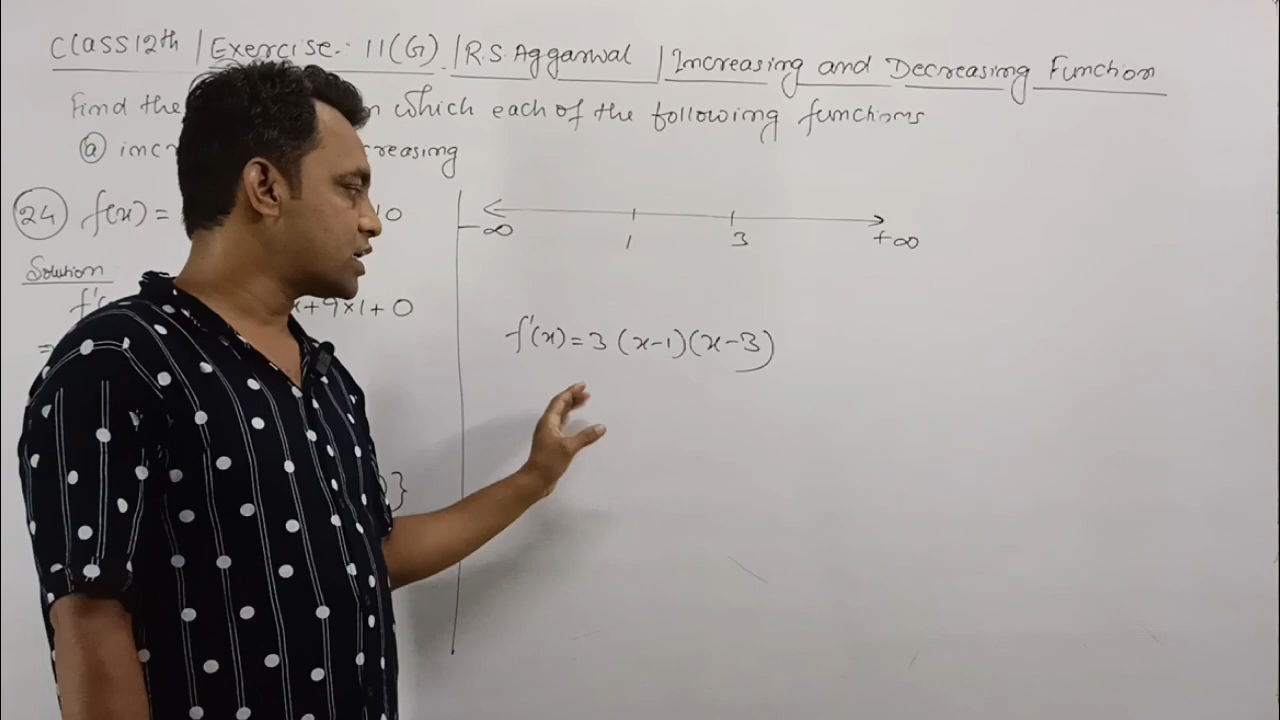 Class 12th | Exercise:- 11(G) | R.S. Aggarwal | Increasing and Decreasing Function
Find the which each of the following functions
(a) reasing
(24) f(x) = 0
Solution
+9×1+0
=
}
-∞ 1 3 +∞
f'(x) = 3 (x-1)(x-3)